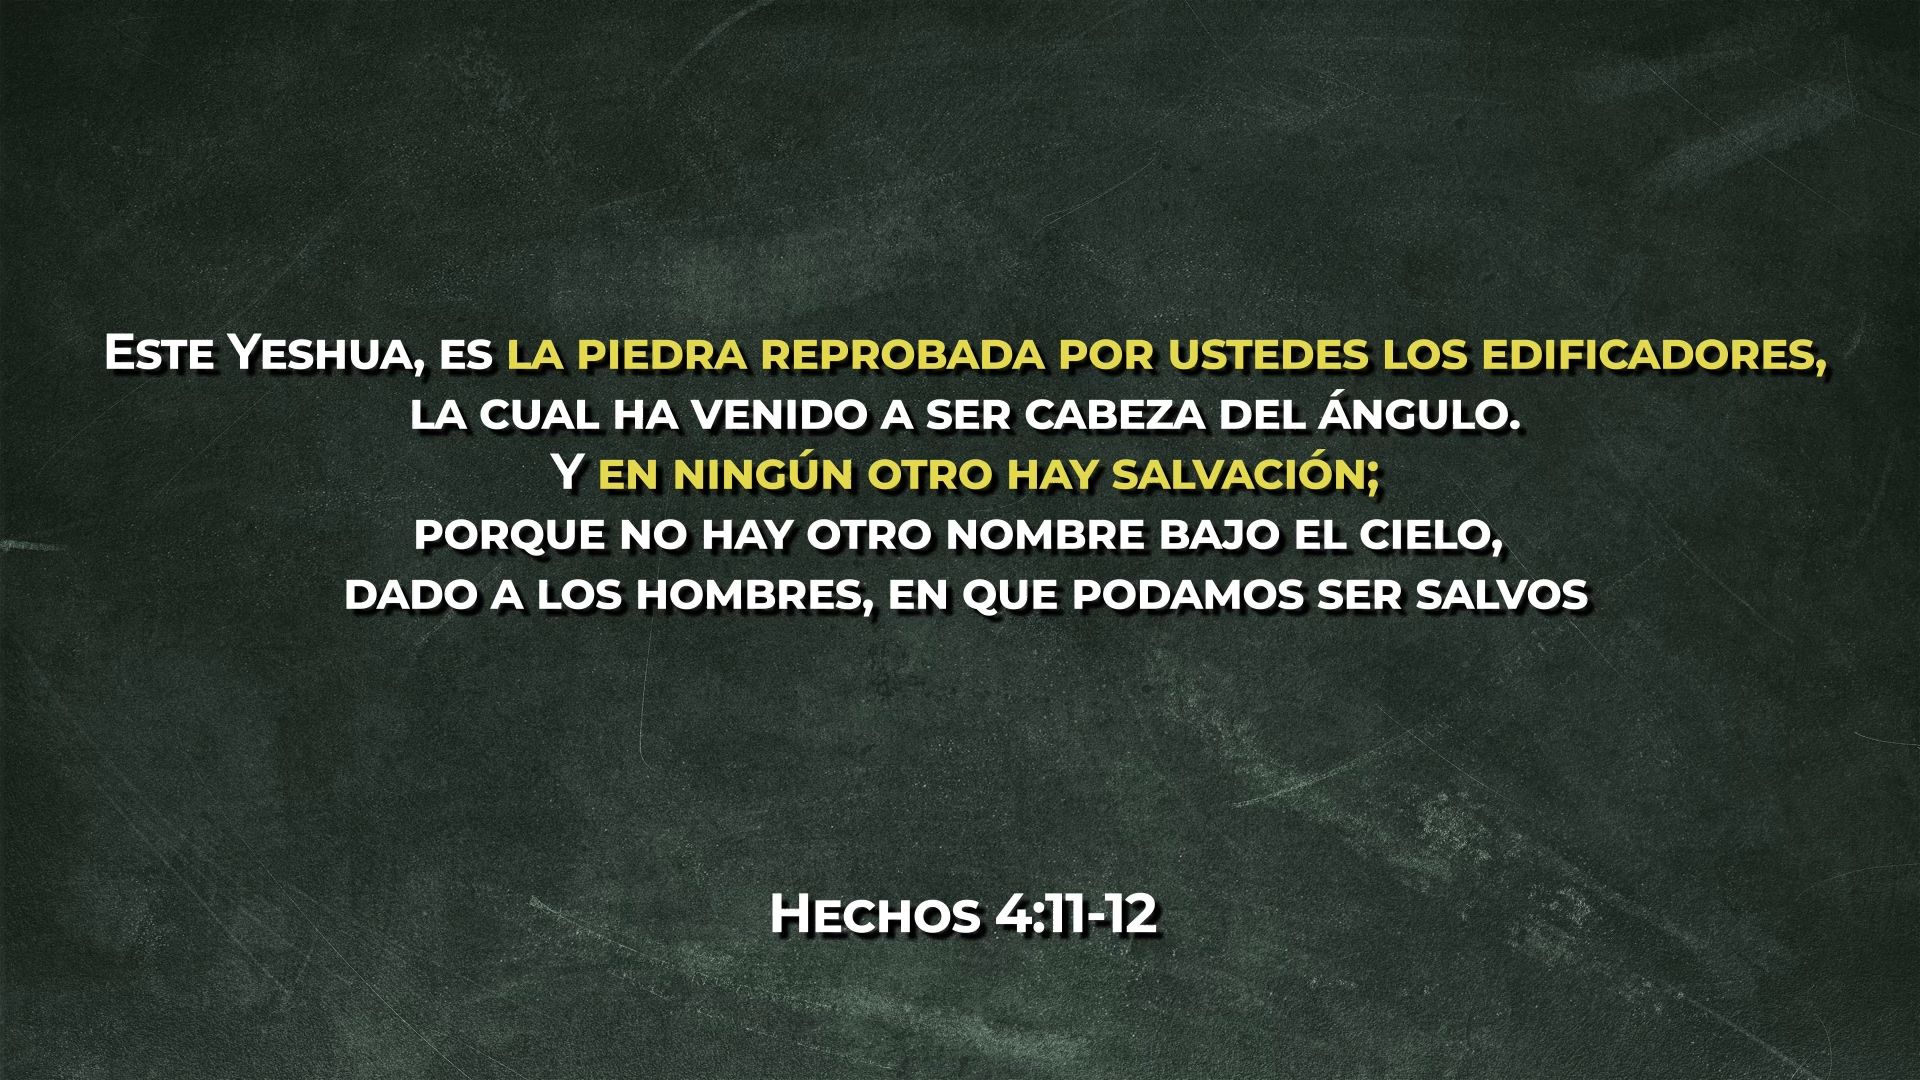 Este Yeshua, es la piedra reprobada por ustedes los edificadores,
la cual ha venido a ser cabeza del ángulo.
Y en ningún otro hay salvación;
porque no hay otro nombre bajo el cielo,
dado a los hombres, en que podamos ser salvos
Hechos 4:11-12